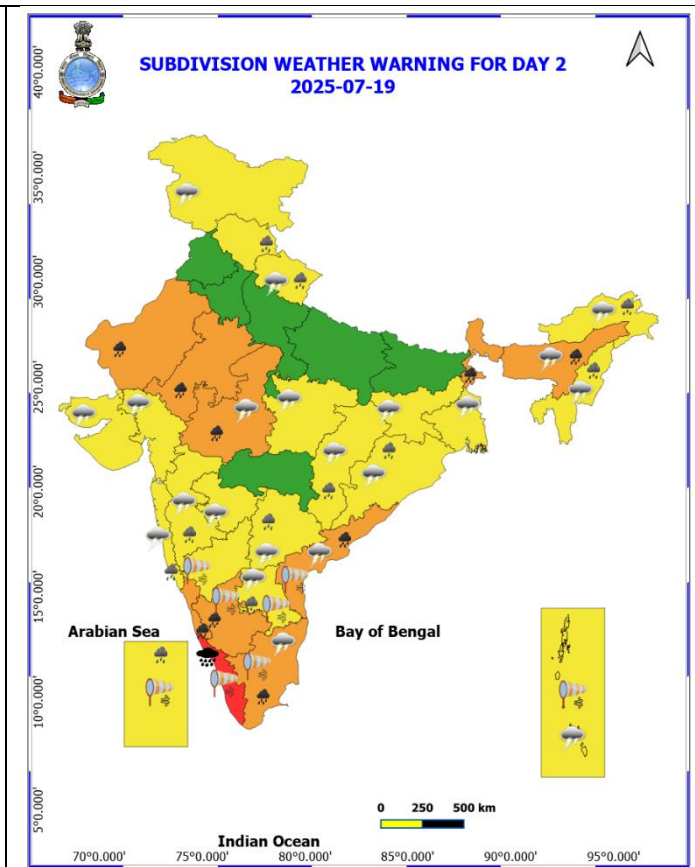 SUBDIVISION WEATHER WARNING FOR DAY 2
2025-07-19
40°0.000'
35°0.000'
30°0.000'
25°0.000'
20°0.000'
15°0.000'
10°0.000'
5°0.000'
Arabian Sea
Bay of Bengal
0 250 500 km
Indian Ocean
70°0.000' 75°0.000' 80°0.000' 85°0.000' 90°0.000' 95°0.000'